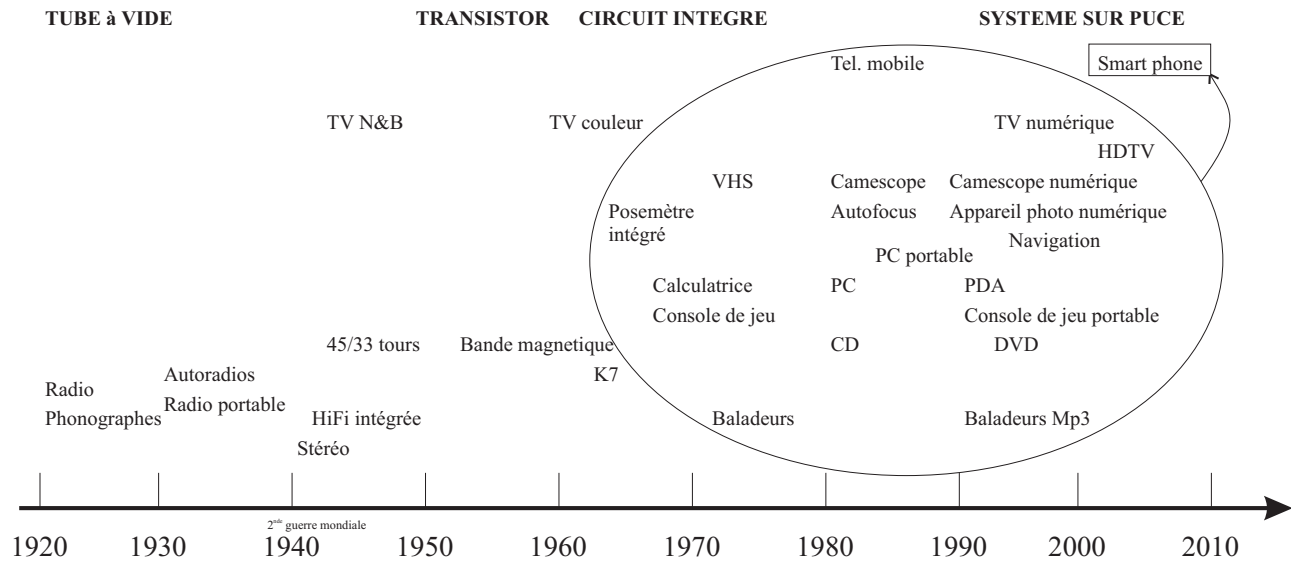 TUBE à VIDE TRANSISTOR CIRCUIT INTEGRE SYSTEME SUR PUCE
Tel. mobile Smart phone
TV N&B TV couleur TV numérique
HDTV
VHS Camescope Camescope numérique
Posemètre Autofocus Appareil photo numérique
intégré
Navigation
PC portable
Calculatrice PC PDA
Console de jeu Console de jeu portable
45/33 tours Bande magnetique CD DVD
Autoradios K7
Radio
Radio portable
Phonographes HiFi intégrée Baladeurs Baladeurs Mp3
Stéréo
2nde guerre mondiale
1920 1930 1940 1950 1960 1970 1980 1990 2000 2010